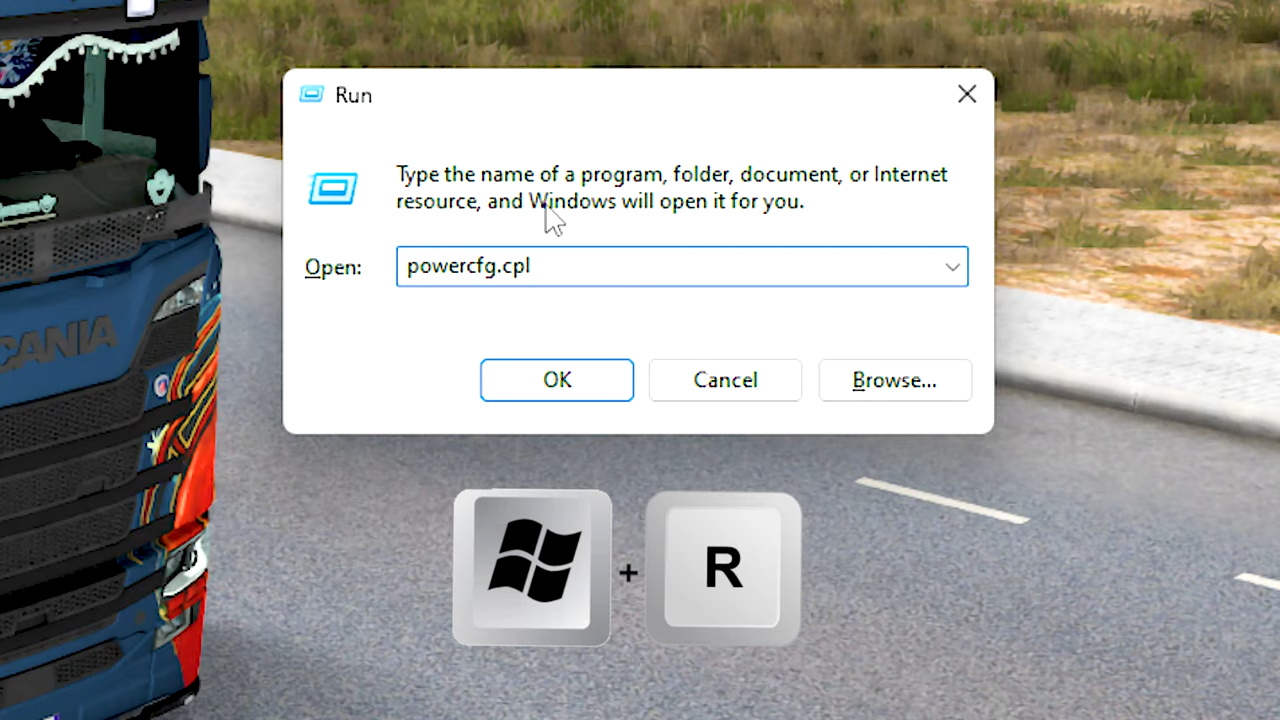 Run
Type the name of a program, folder, document, or Internet
resource, and Windows will open it for you.
Open:
powercfg.cpl
OK
Cancel
Browse...
CANIA
+
R